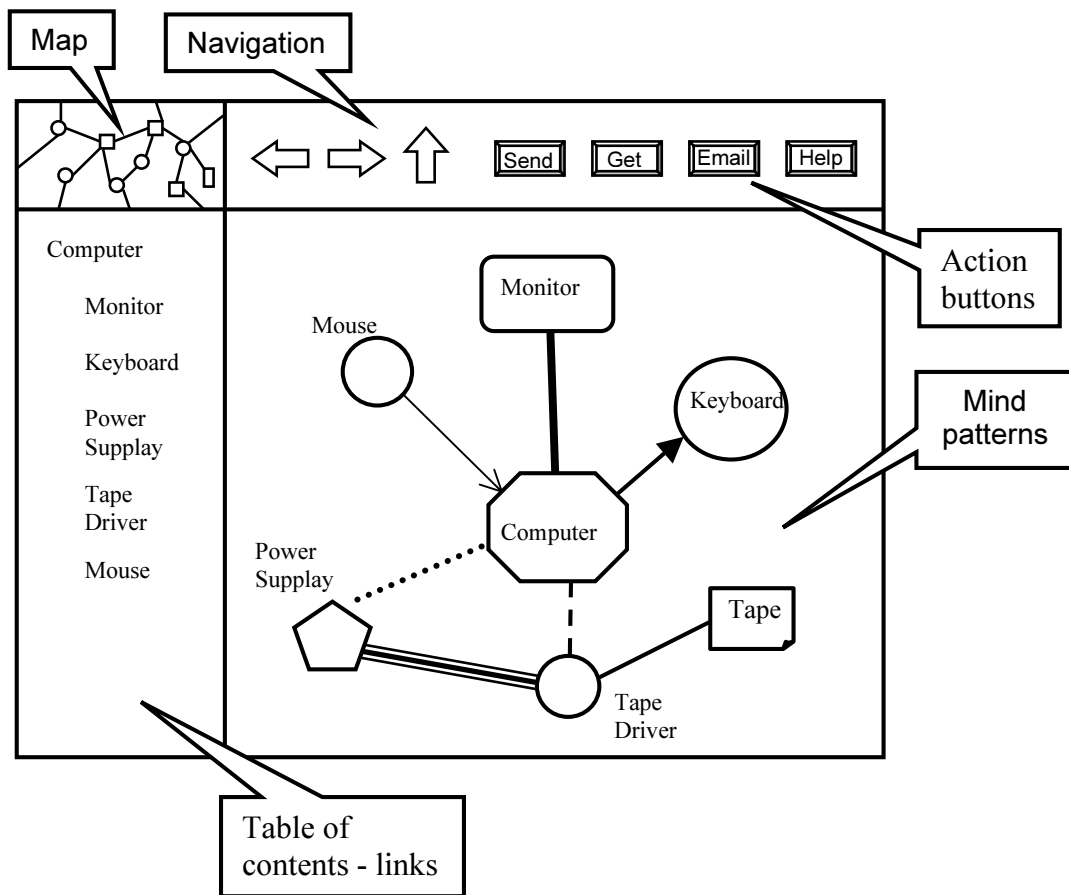 Map
Navigation
Send
Get
Email
Help
Action
buttons
Computer
Monitor
Keyboard
Power
Supplay
Tape
Driver
Mouse
Monitor
Mouse
Keyboard
Mind
patterns
Computer
Power
Supplay
Tape
Tape
Driver
Table of
contents - links